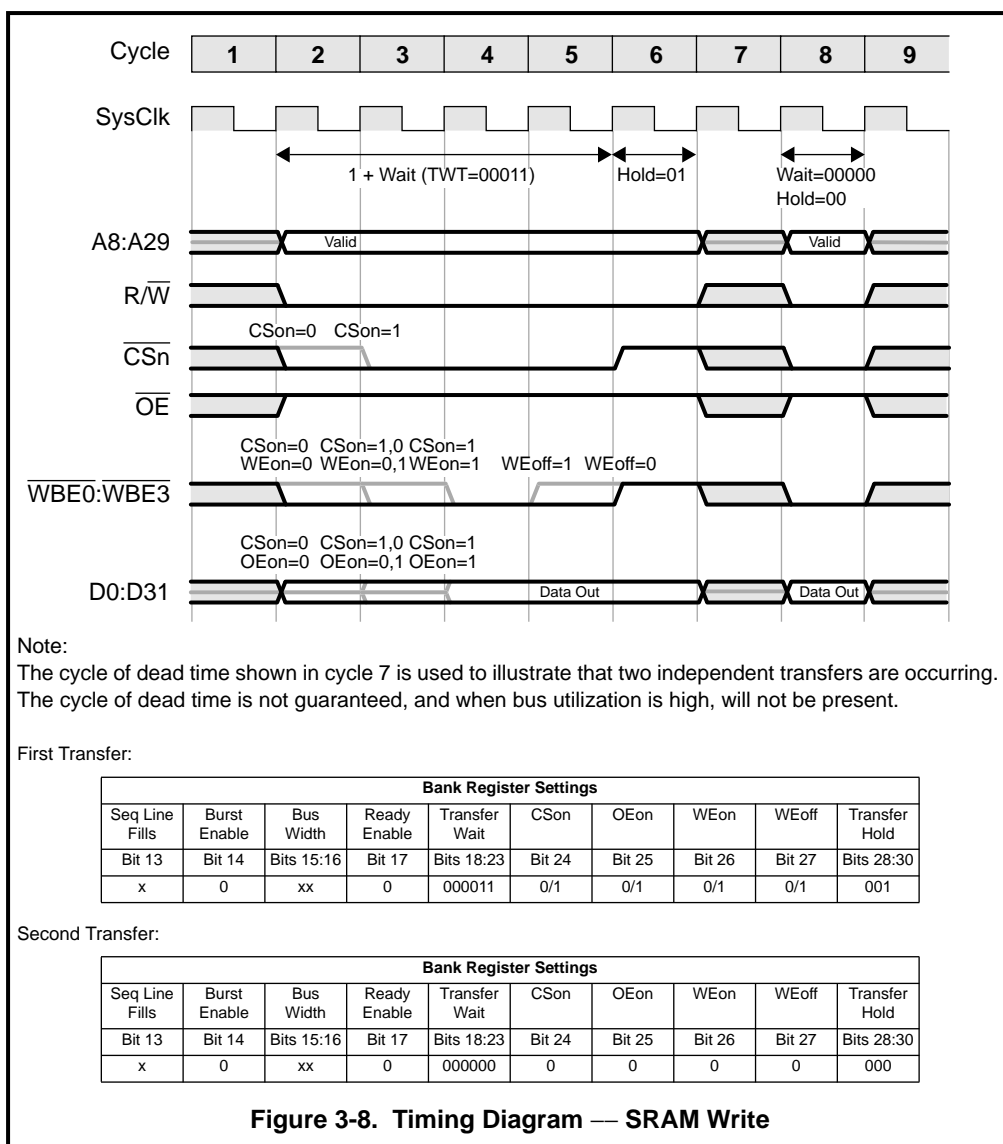 Cycle 1 2 3 4 5 6 7 8 9
SysClk
1 + Wait (TWT=00011) Hold=01 Wait=00000
Hold=00
A8:A29 Valid Valid
R/W
CSon=0 CSon=1
CSn
OE
CSon=0 CSon=1,0 CSon=1
WEon=0 WEon=0,1 WEon=1 WEoff=1 WEoff=0
WBE0:WBE3
CSon=0 CSon=1,0 CSon=1
OEon=0 OEon=0,1 OEon=1
D0:D31 Data Out Data Out
Note:
The cycle of dead time shown in cycle 7 is used to illustrate that two independent transfers are occurring.
The cycle of dead time is not guaranteed, and when bus utilization is high, will not be present.
First Transfer:
Bank Register Settings
Seq Line Fills Burst Enable Bus Width Ready Enable Transfer Wait CSon OEon WEon WEoff Transfer Hold
Bit 13 Bit 14 Bits 15:16 Bit 17 Bits 18:23 Bit 24 Bit 25 Bit 26 Bit 27 Bits 28:30
x 0 xx 0 000011 0/1 0/1 0/1 0/1 001
Second Transfer:
Bank Register Settings
Seq Line Fills Burst Enable Bus Width Ready Enable Transfer Wait CSon OEon WEon WEoff Transfer Hold
Bit 13 Bit 14 Bits 15:16 Bit 17 Bits 18:23 Bit 24 Bit 25 Bit 26 Bit 27 Bits 28:30
x 0 xx 0 000000 0 0 0 0 000
Figure 3-8. Timing Diagram — SRAM Write